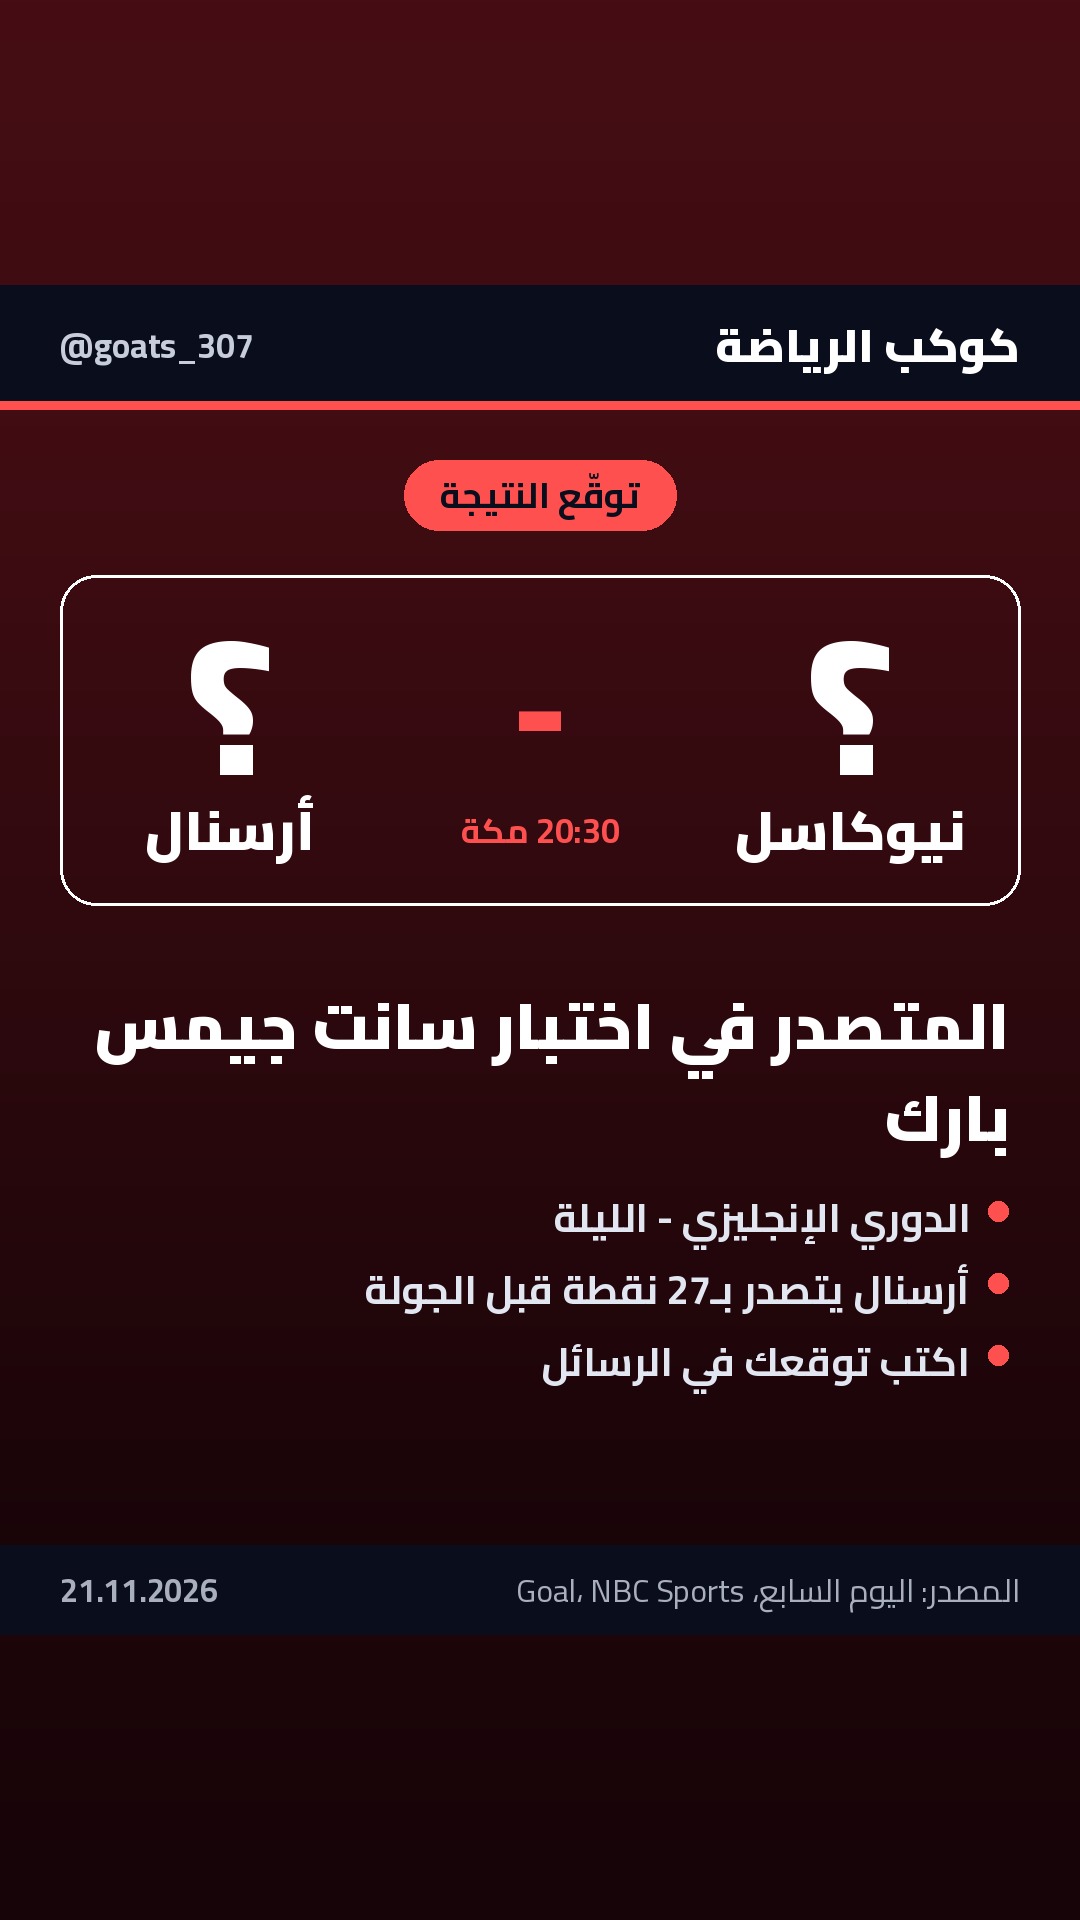 كوكب الرياضة
@goats_307
توقّع النتيجة
؟ - ؟
نيوكاسل 20:30 مكة أرسنال
المتصدر في اختبار سانت جيمس
بارك
الدوري الإنجليزي - الليلة
أرسنال يتصدر بـ27 نقطة قبل الجولة
اكتب توقعك في الرسائل
المصدر: اليوم السابع، Goal، NBC Sports
21.11.2026